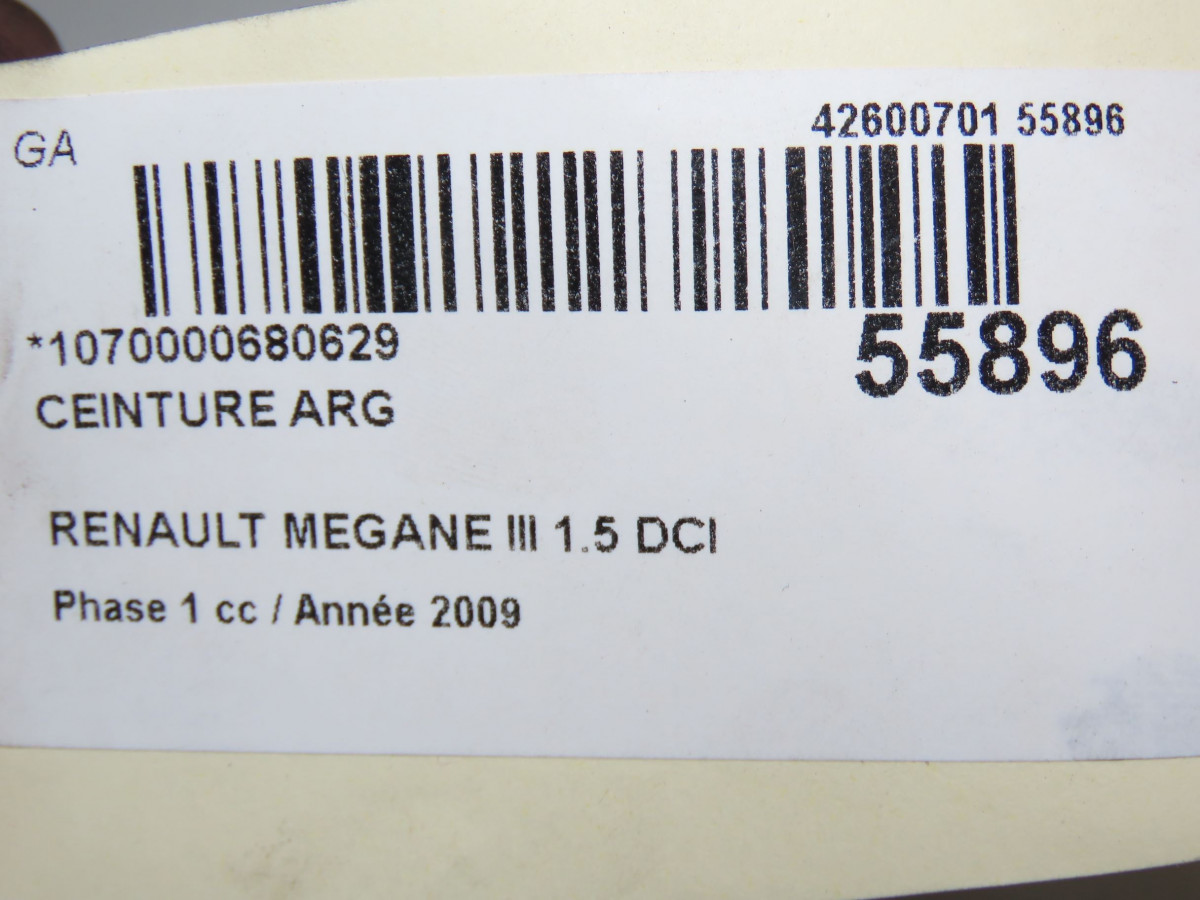 GA
42600701 55896
*1070000680629
55896
CEINTURE ARG
RENAULT MEGANE III 1.5 DCI
Phase 1 cc / Année 2009